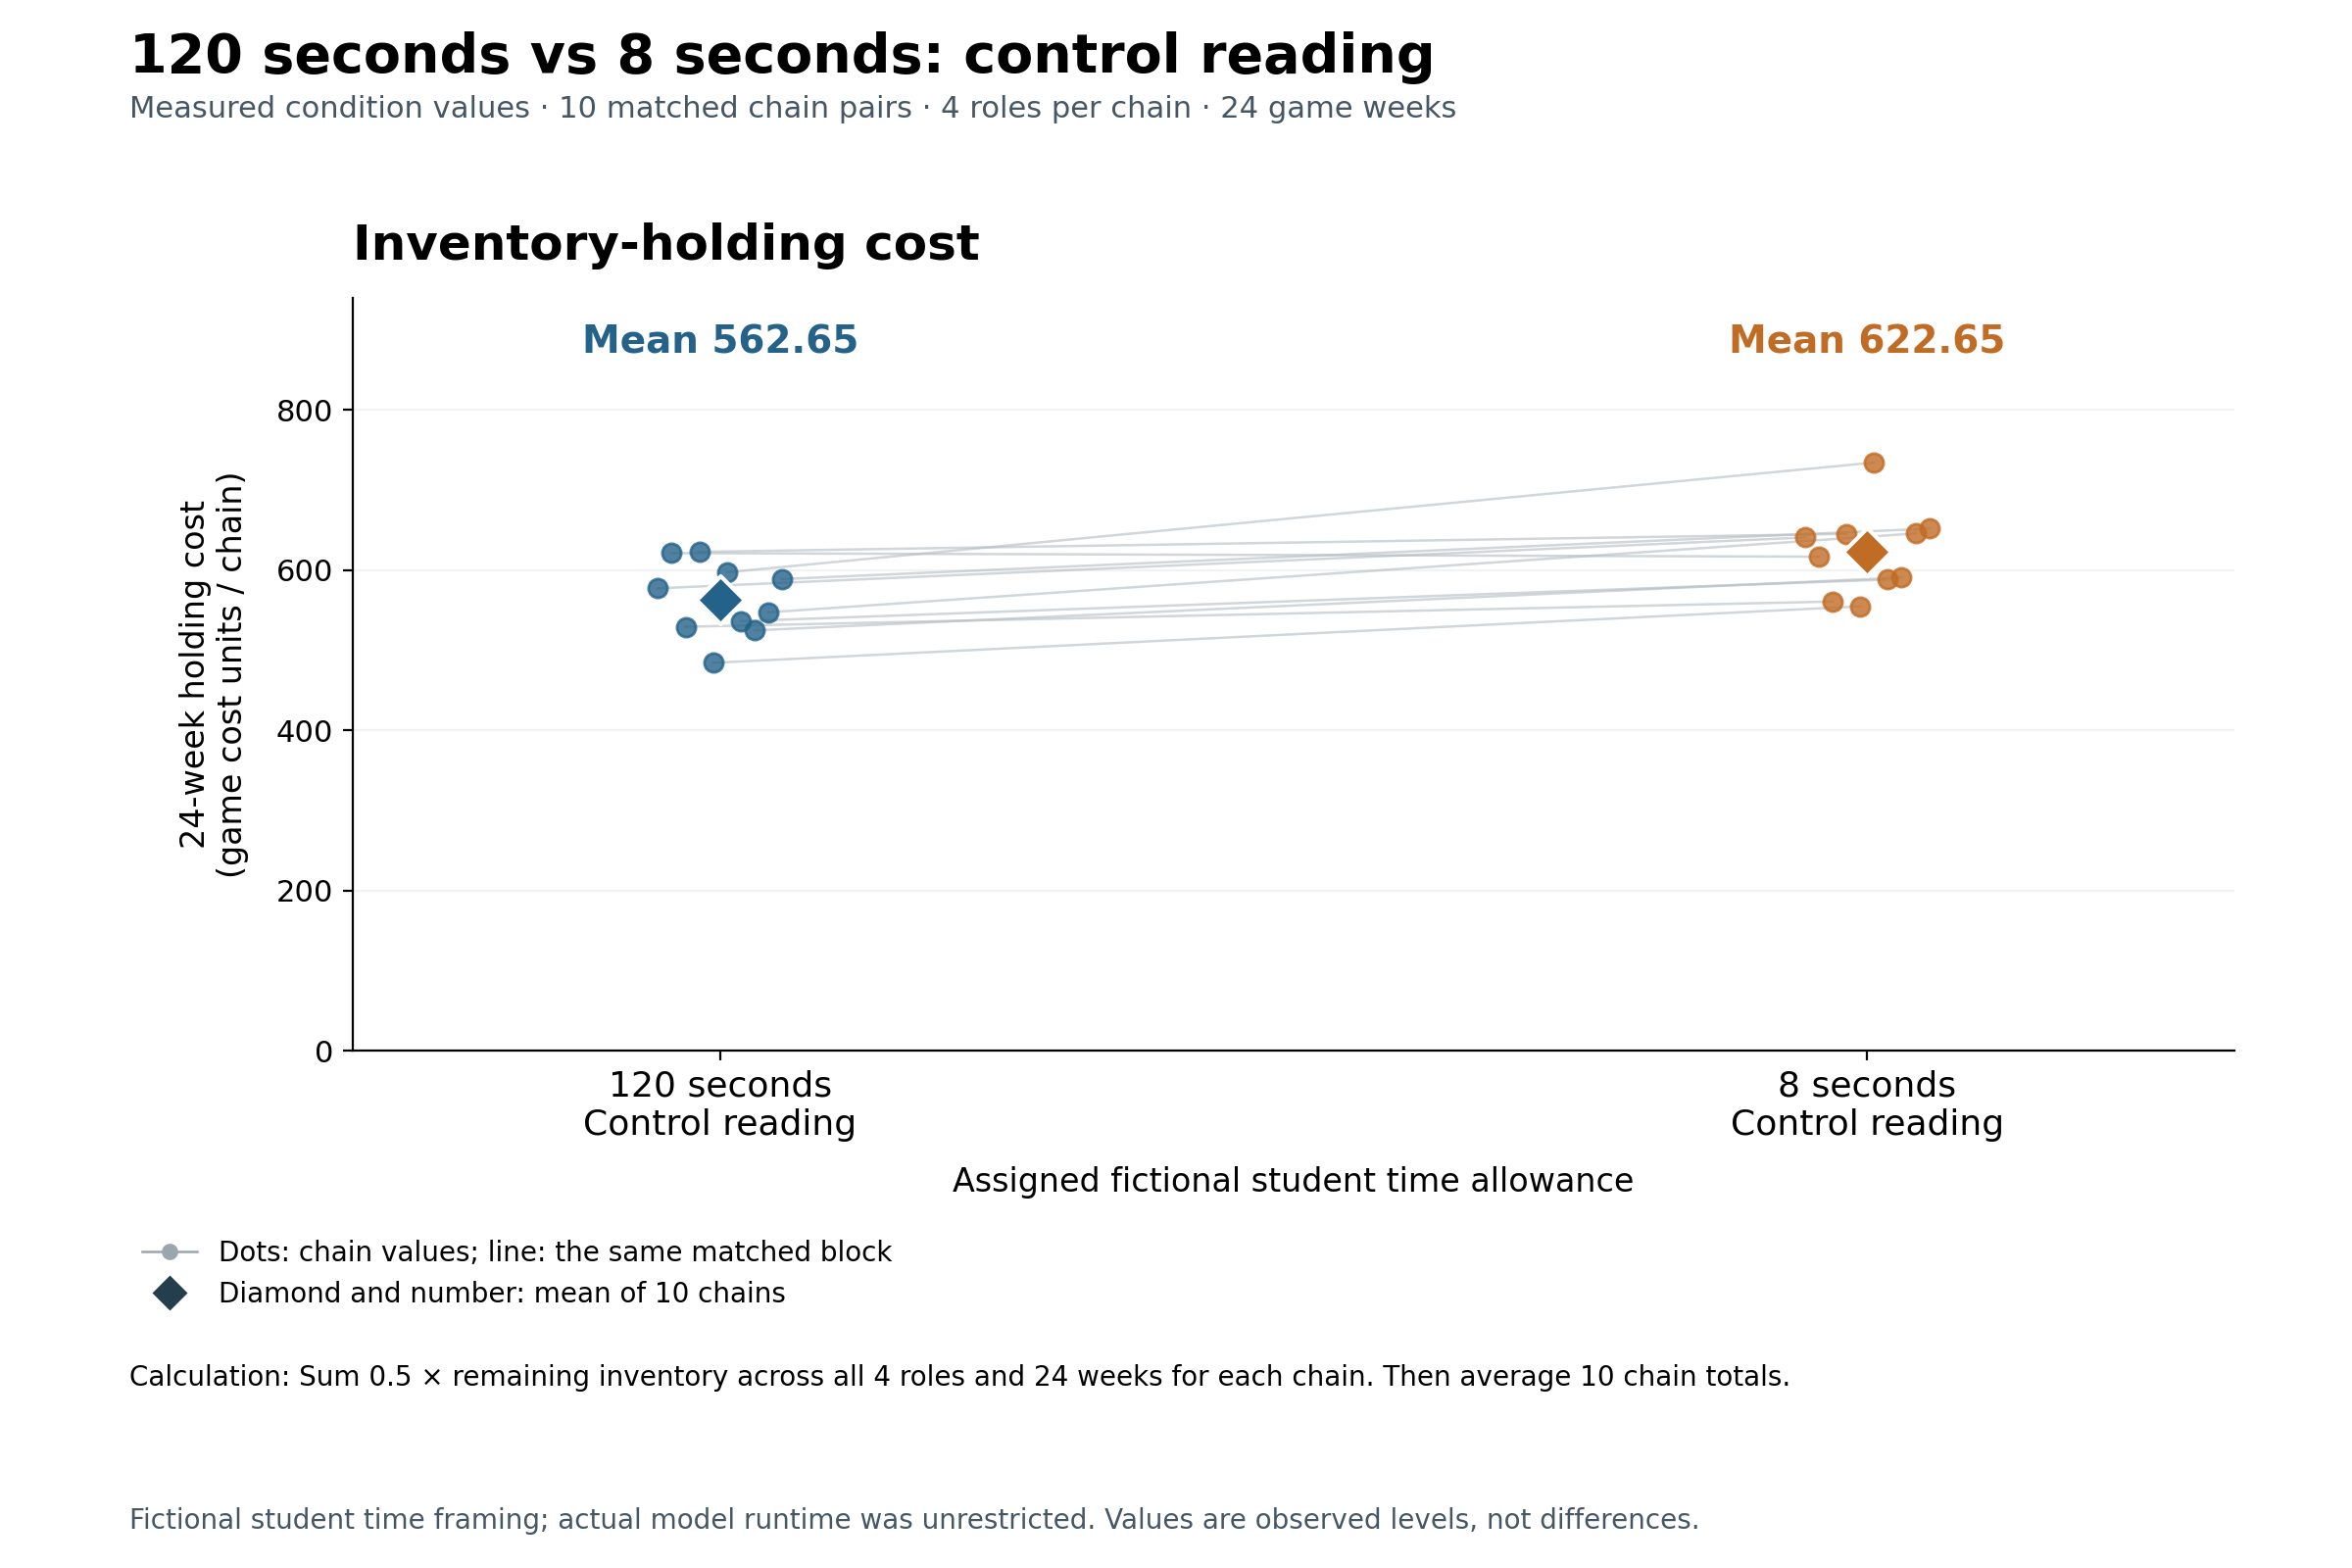 120 seconds vs 8 seconds: control reading
Measured condition values · 10 matched chain pairs · 4 roles per chain · 24 game weeks
Inventory-holding cost
Mean 562.65
Mean 622.65
800
600
400
200
0
24-week holding cost
(game cost units / chain)
120 seconds
Control reading
8 seconds
Control reading
Assigned fictional student time allowance
Dots: chain values; line: the same matched block
Diamond and number: mean of 10 chains
Calculation: Sum 0.5 × remaining inventory across all 4 roles and 24 weeks for each chain. Then average 10 chain totals.
Fictional student time framing; actual model runtime was unrestricted. Values are observed levels, not differences.